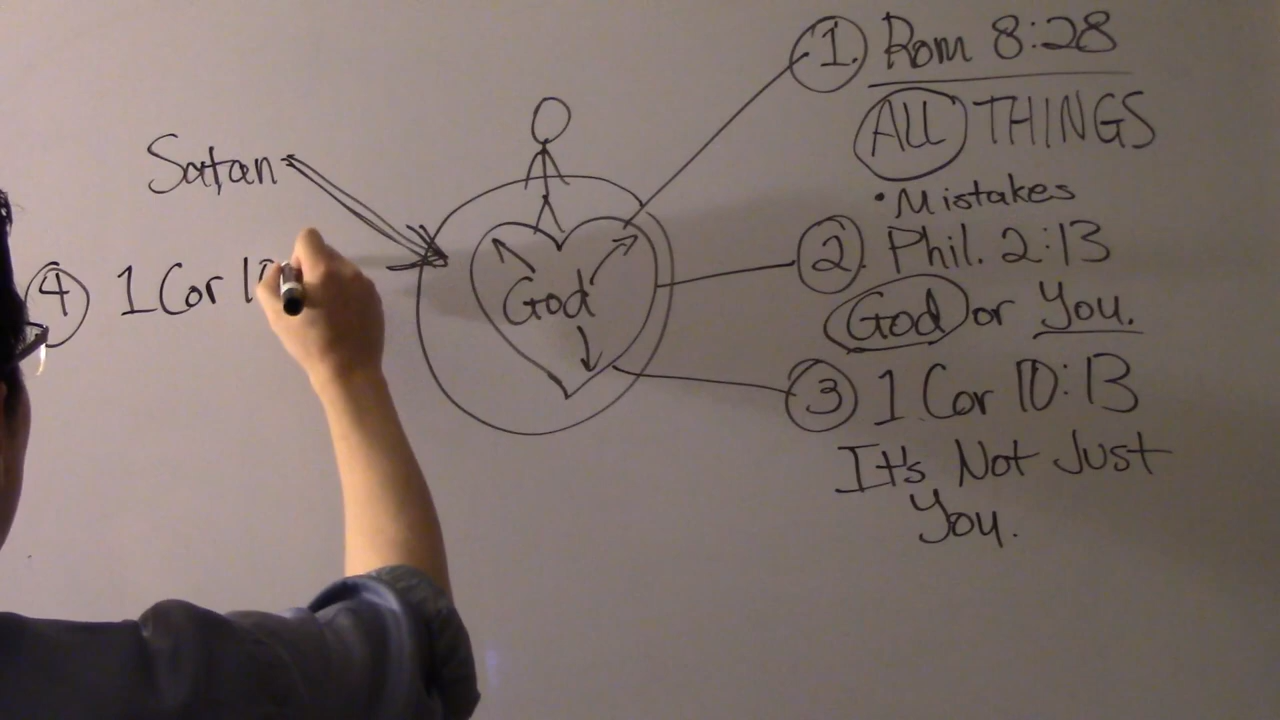 1. Rom 8:28
ALL THINGS
• Mistakes
2. Phil. 2:13
God or You.
3 1 Cor 10:13
It's Not Just
You.
Satan
God
4 1 Cor